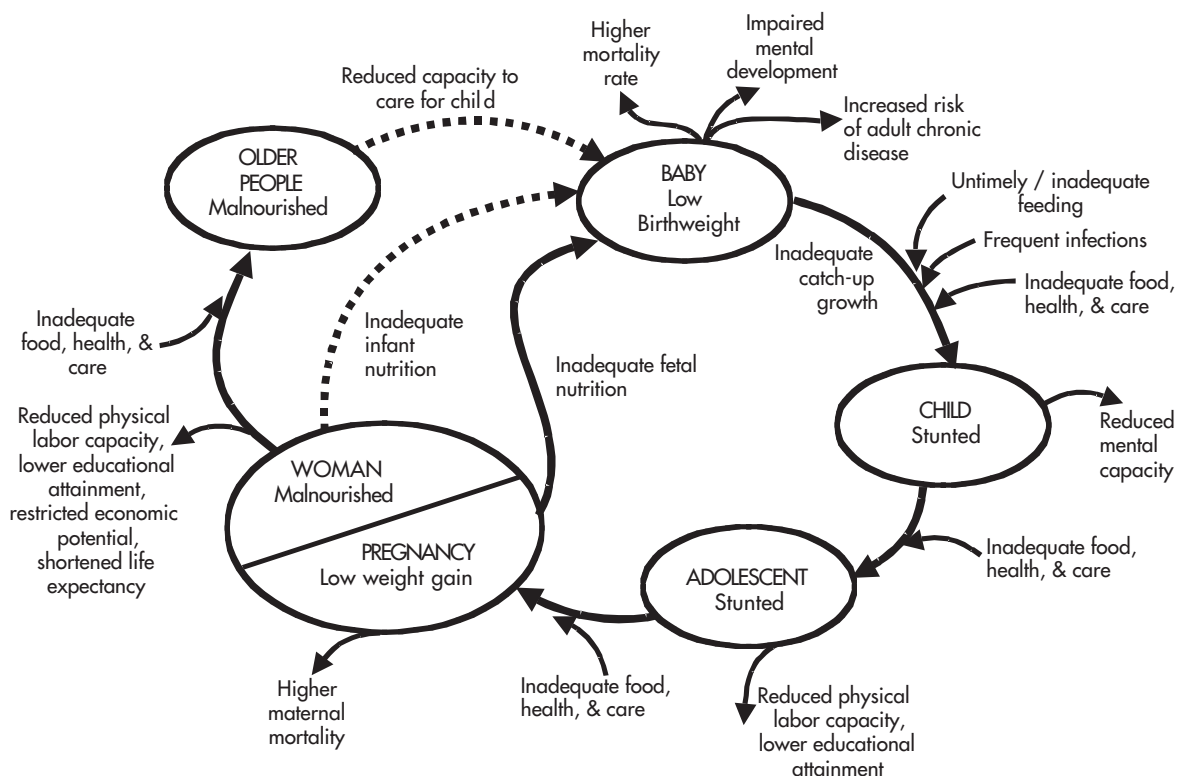 Higher
mortality
rate
Impaired
mental
development
Increased risk
of adult chronic
disease
Reduced capacity to
care for child
OLDER
PEOPLE
Malnourished
BABY
Low
Birthweight
Untimely / inadequate
feeding
Frequent infections
Inadequate food,
health, & care
Inadequate
catch-up
growth
Inadequate
food, health, &
care
Inadequate
infant
nutrition
Inadequate fetal
nutrition
CHILD
Stunted
Reduced
mental
capacity
Reduced physical
labor capacity,
lower educational
attainment,
restricted economic
potential,
shortened life
expectancy
WOMAN
Malnourished
PREGNANCY
Low weight gain
ADOLESCENT
Stunted
Inadequate food,
health, & care
Higher
maternal
mortality
Inadequate food,
health, & care
Reduced physical
labor capacity,
lower educational
attainment